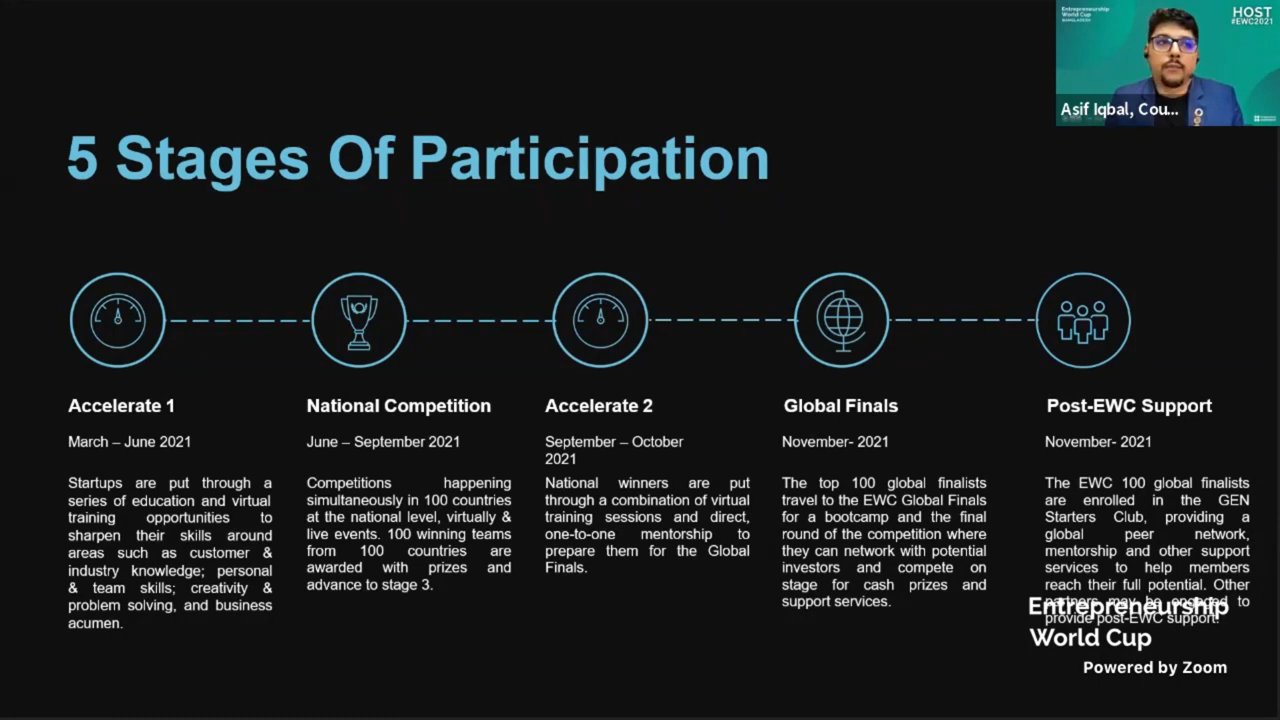 Entrepreneurship
World Cup
BANGLADESH
HOST
#EWC2021
Asif Iqbal, Cou...
5 Stages Of Participation
Accelerate 1
March – June 2021
Startups are put through a
series of education and virtual
training opportunities to
sharpen their skills around
areas such as customer &
industry knowledge; personal
& team skills; creativity &
problem solving, and business
acumen.
National Competition
June – September 2021
Competitions happening
simultaneously in 100 countries
at the national level, virtually &
live events. 100 winning teams
from 100 countries are
awarded with prizes and
advance to stage 3.
Accelerate 2
September – October
2021
National winners are put
through a combination of virtual
training sessions and direct,
one-to-one mentorship to
prepare them for the Global
Finals.
Global Finals
November- 2021
The top 100 global finalists
travel to the EWC Global Finals
for a bootcamp and the final
round of the competition where
they can network with potential
investors and compete on
stage for cash prizes and
support services.
Post-EWC Support
November- 2021
The EWC 100 global finalists
are enrolled in the GEN
Starters Club, providing a
global peer network,
mentorship and other support
services to help members
reach their full potential. Other
partners may be engaged to
provide post-EWC support.
Entrepreneurship
World Cup
Powered by Zoom